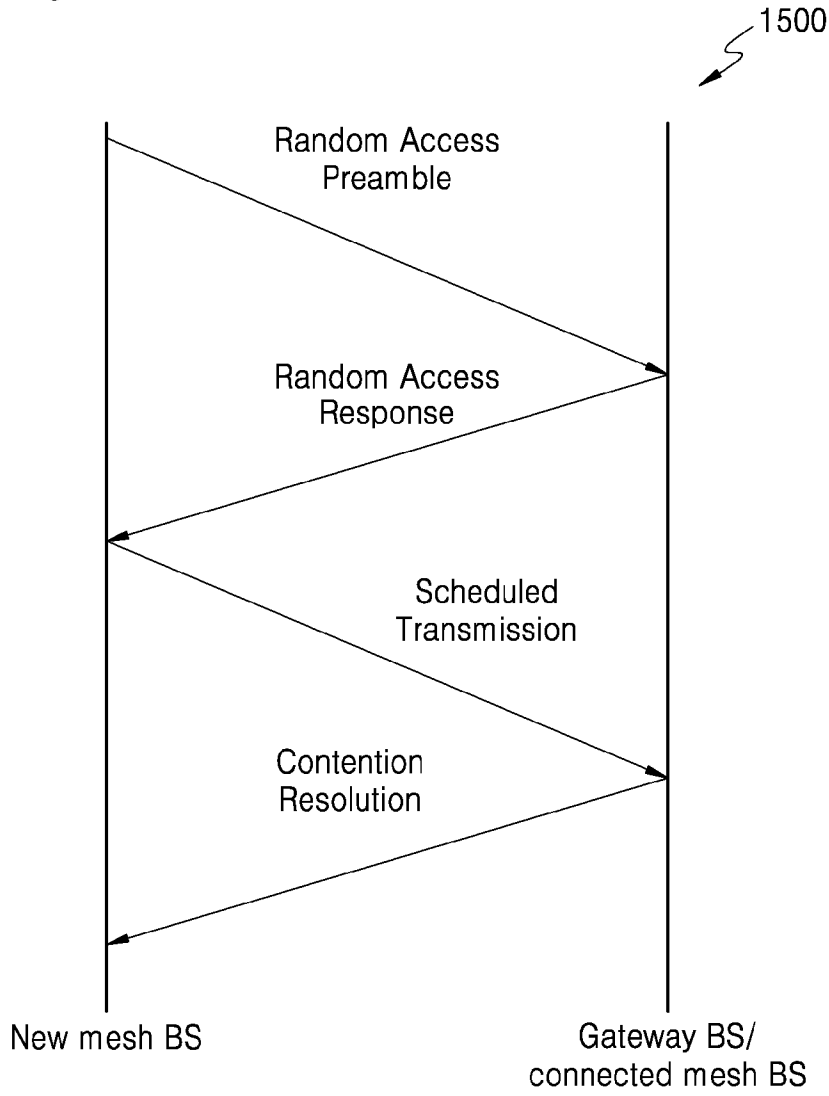 1500
Random Access
Preamble
Random Access
Response
Scheduled
Transmission
Contention
Resolution
New mesh BS
Gateway BS/
connected mesh BS